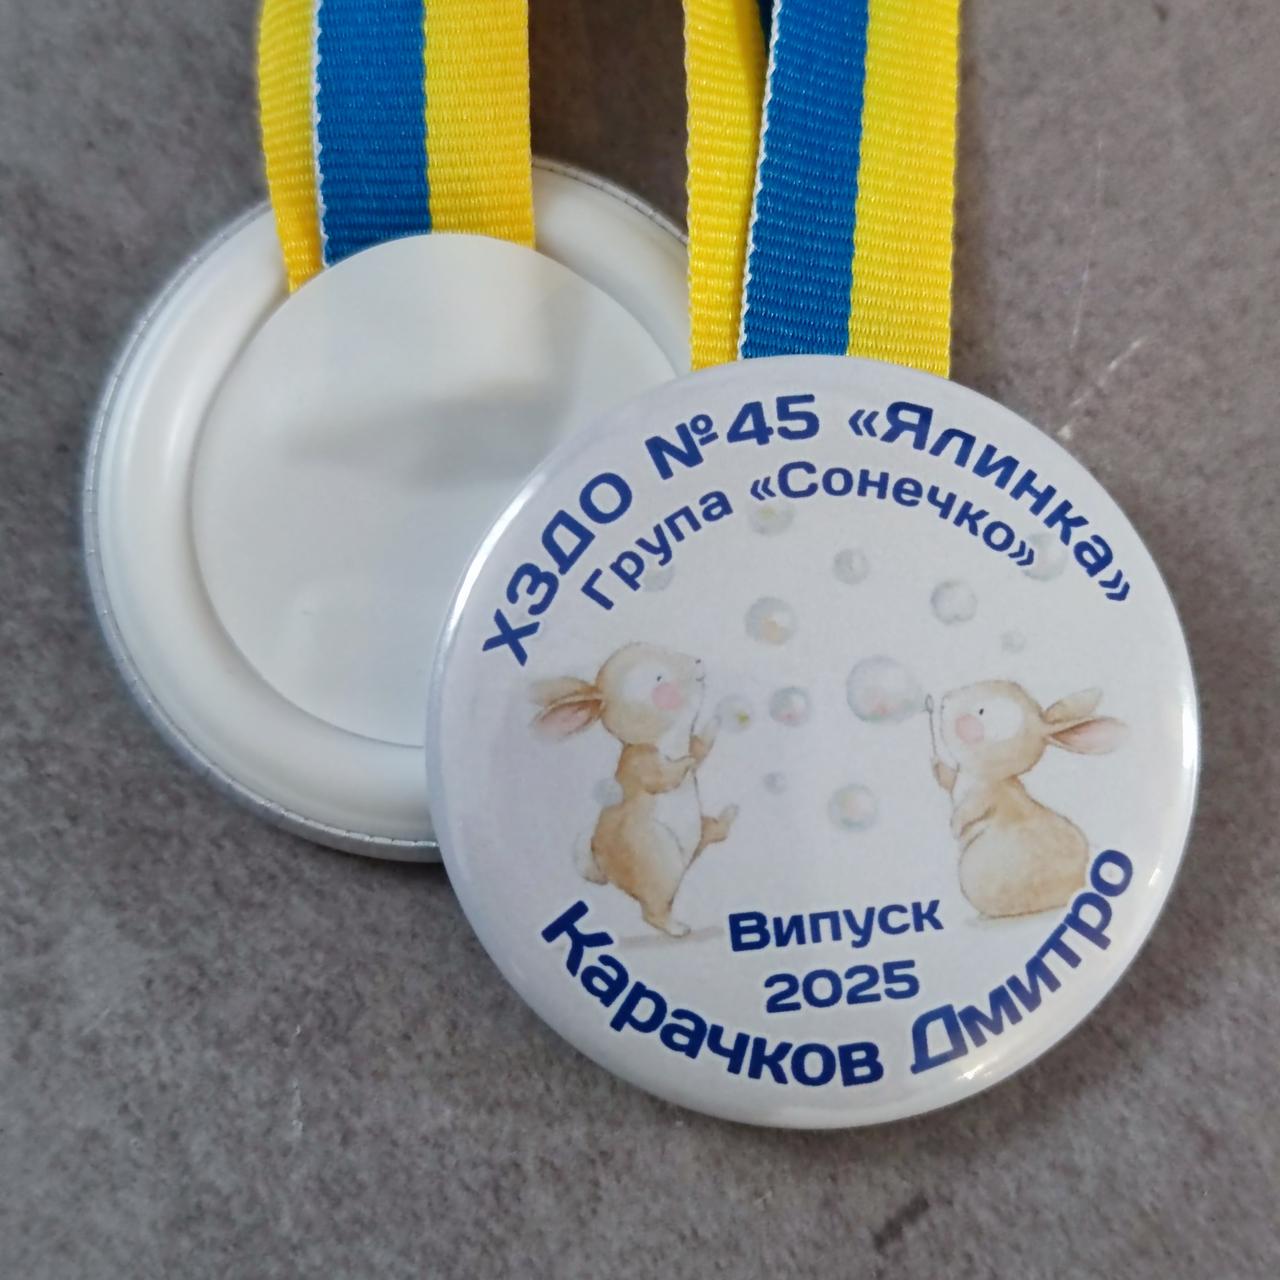 ХЗДО №45 «Ялинка»
Група «Сонечко»
Випуск
2025
Карачков Дмитро